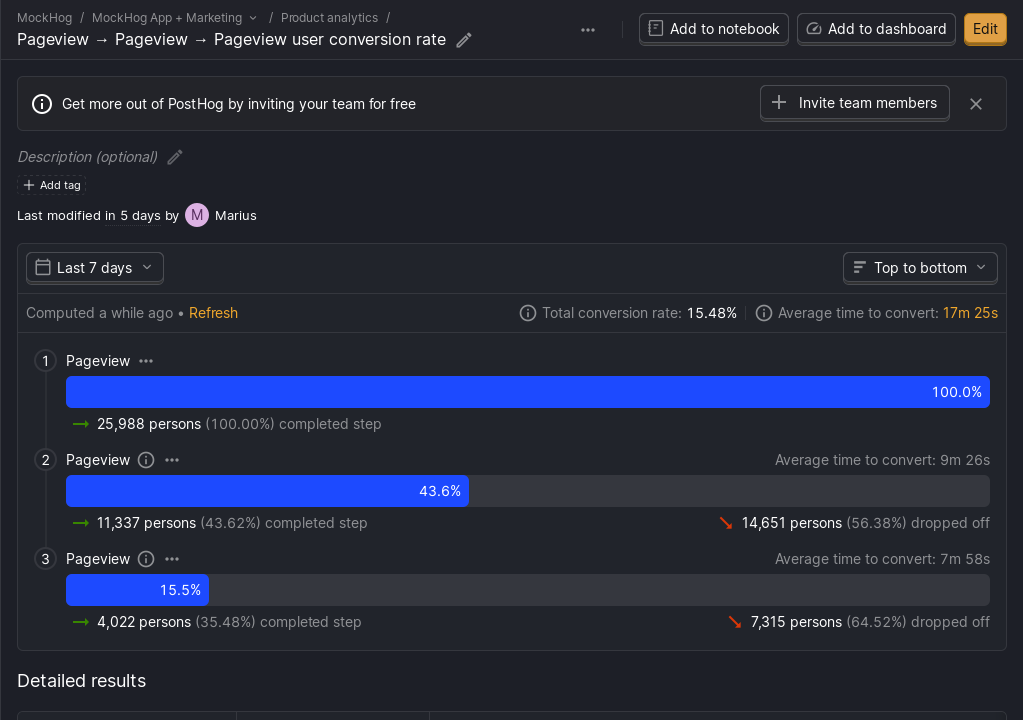 MockHog / MockHog App + Marketing / Product analytics /
Pageview → Pageview → Pageview user conversion rate
Add to notebook
Add to dashboard
Edit
Get more out of PostHog by inviting your team for free
Invite team members
Description (optional)
Add tag
Last modified in 5 days by M Marius
Last 7 days
Top to bottom
Computed a while ago • Refresh
Total conversion rate: 15.48%
Average time to convert: 17m 25s
1 Pageview
100.0%
→ 25,988 persons (100.00%) completed step
2 Pageview
Average time to convert: 9m 26s
43.6%
→ 11,337 persons (43.62%) completed step
↘ 14,651 persons (56.38%) dropped off
3 Pageview
Average time to convert: 7m 58s
15.5%
→ 4,022 persons (35.48%) completed step
↘ 7,315 persons (64.52%) dropped off
Detailed results